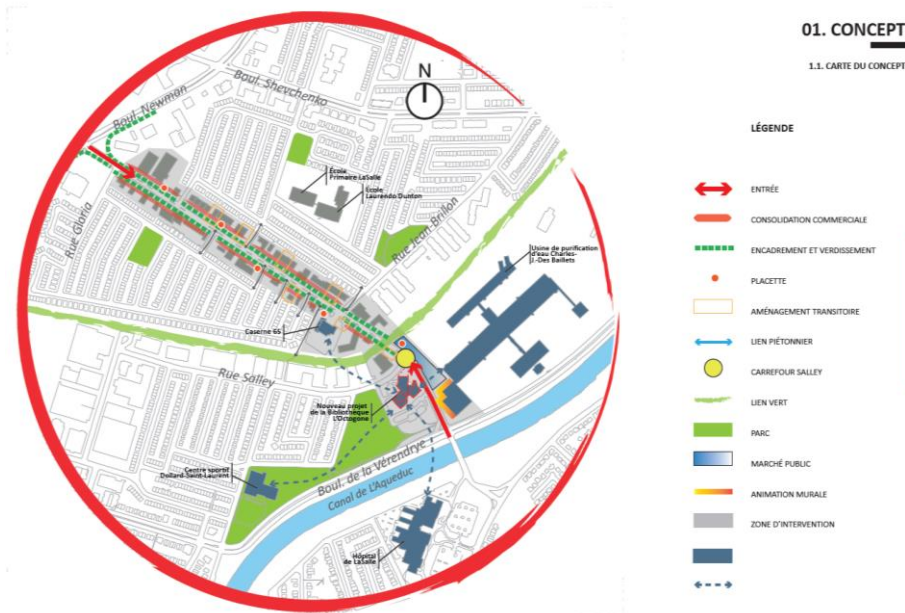 01. CONCEPT
1.1. CARTE DU CONCEPT
LÉGENDE
ENTRÉE
CONSOLIDATION COMMERCIALE
ENCADREMENT ET VERDISSEMENT
PLACETTE
AMÉNAGEMENT TRANSITOIRE
LIEN PIÉTONNIER
CARREFOUR SALLEY
LIEN VERT
PARC
MARCHÉ PUBLIC
ANIMATION MURALE
ZONE D'INTERVENTION
N
Boul. Newman
Boul. Shevchenko
École
Primaire LaSalle
École
Laurendo Dunton
Rue Gloria
Rue Jean-Brillon
Usine de purification
d'eau Charles-
J.-Des Baillets
Caserne 65
Rue Salley
Nouveau projet
de la Bibliothèque
L'Octogone
Centre sportif
Dollard-Saint-Laurent
Boul. de la Vérendrye
Canal de L'Aqueduc
Hôpital
de LaSalle